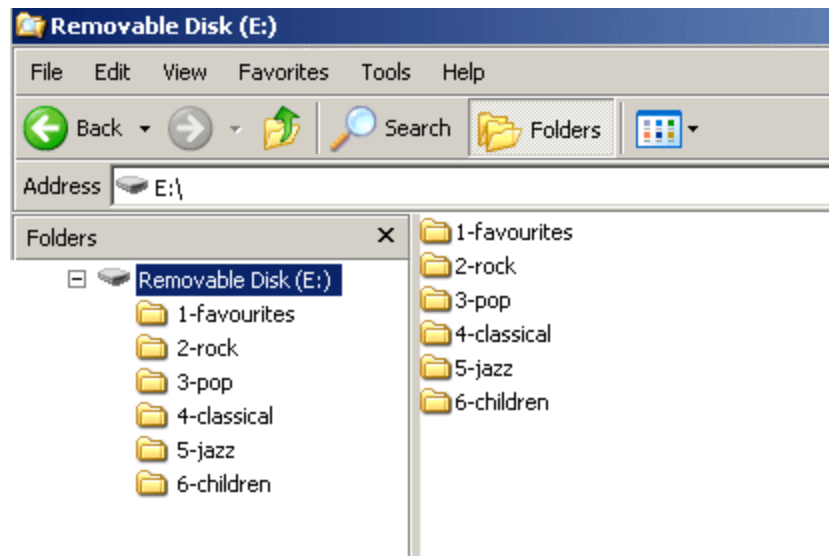 Removable Disk (E:)
File Edit View Favorites Tools Help
Back Search Folders
Address E:\
Folders
Removable Disk (E:)
1-favourites
2-rock
3-pop
4-classical
5-jazz
6-children
1-favourites
2-rock
3-pop
4-classical
5-jazz
6-children